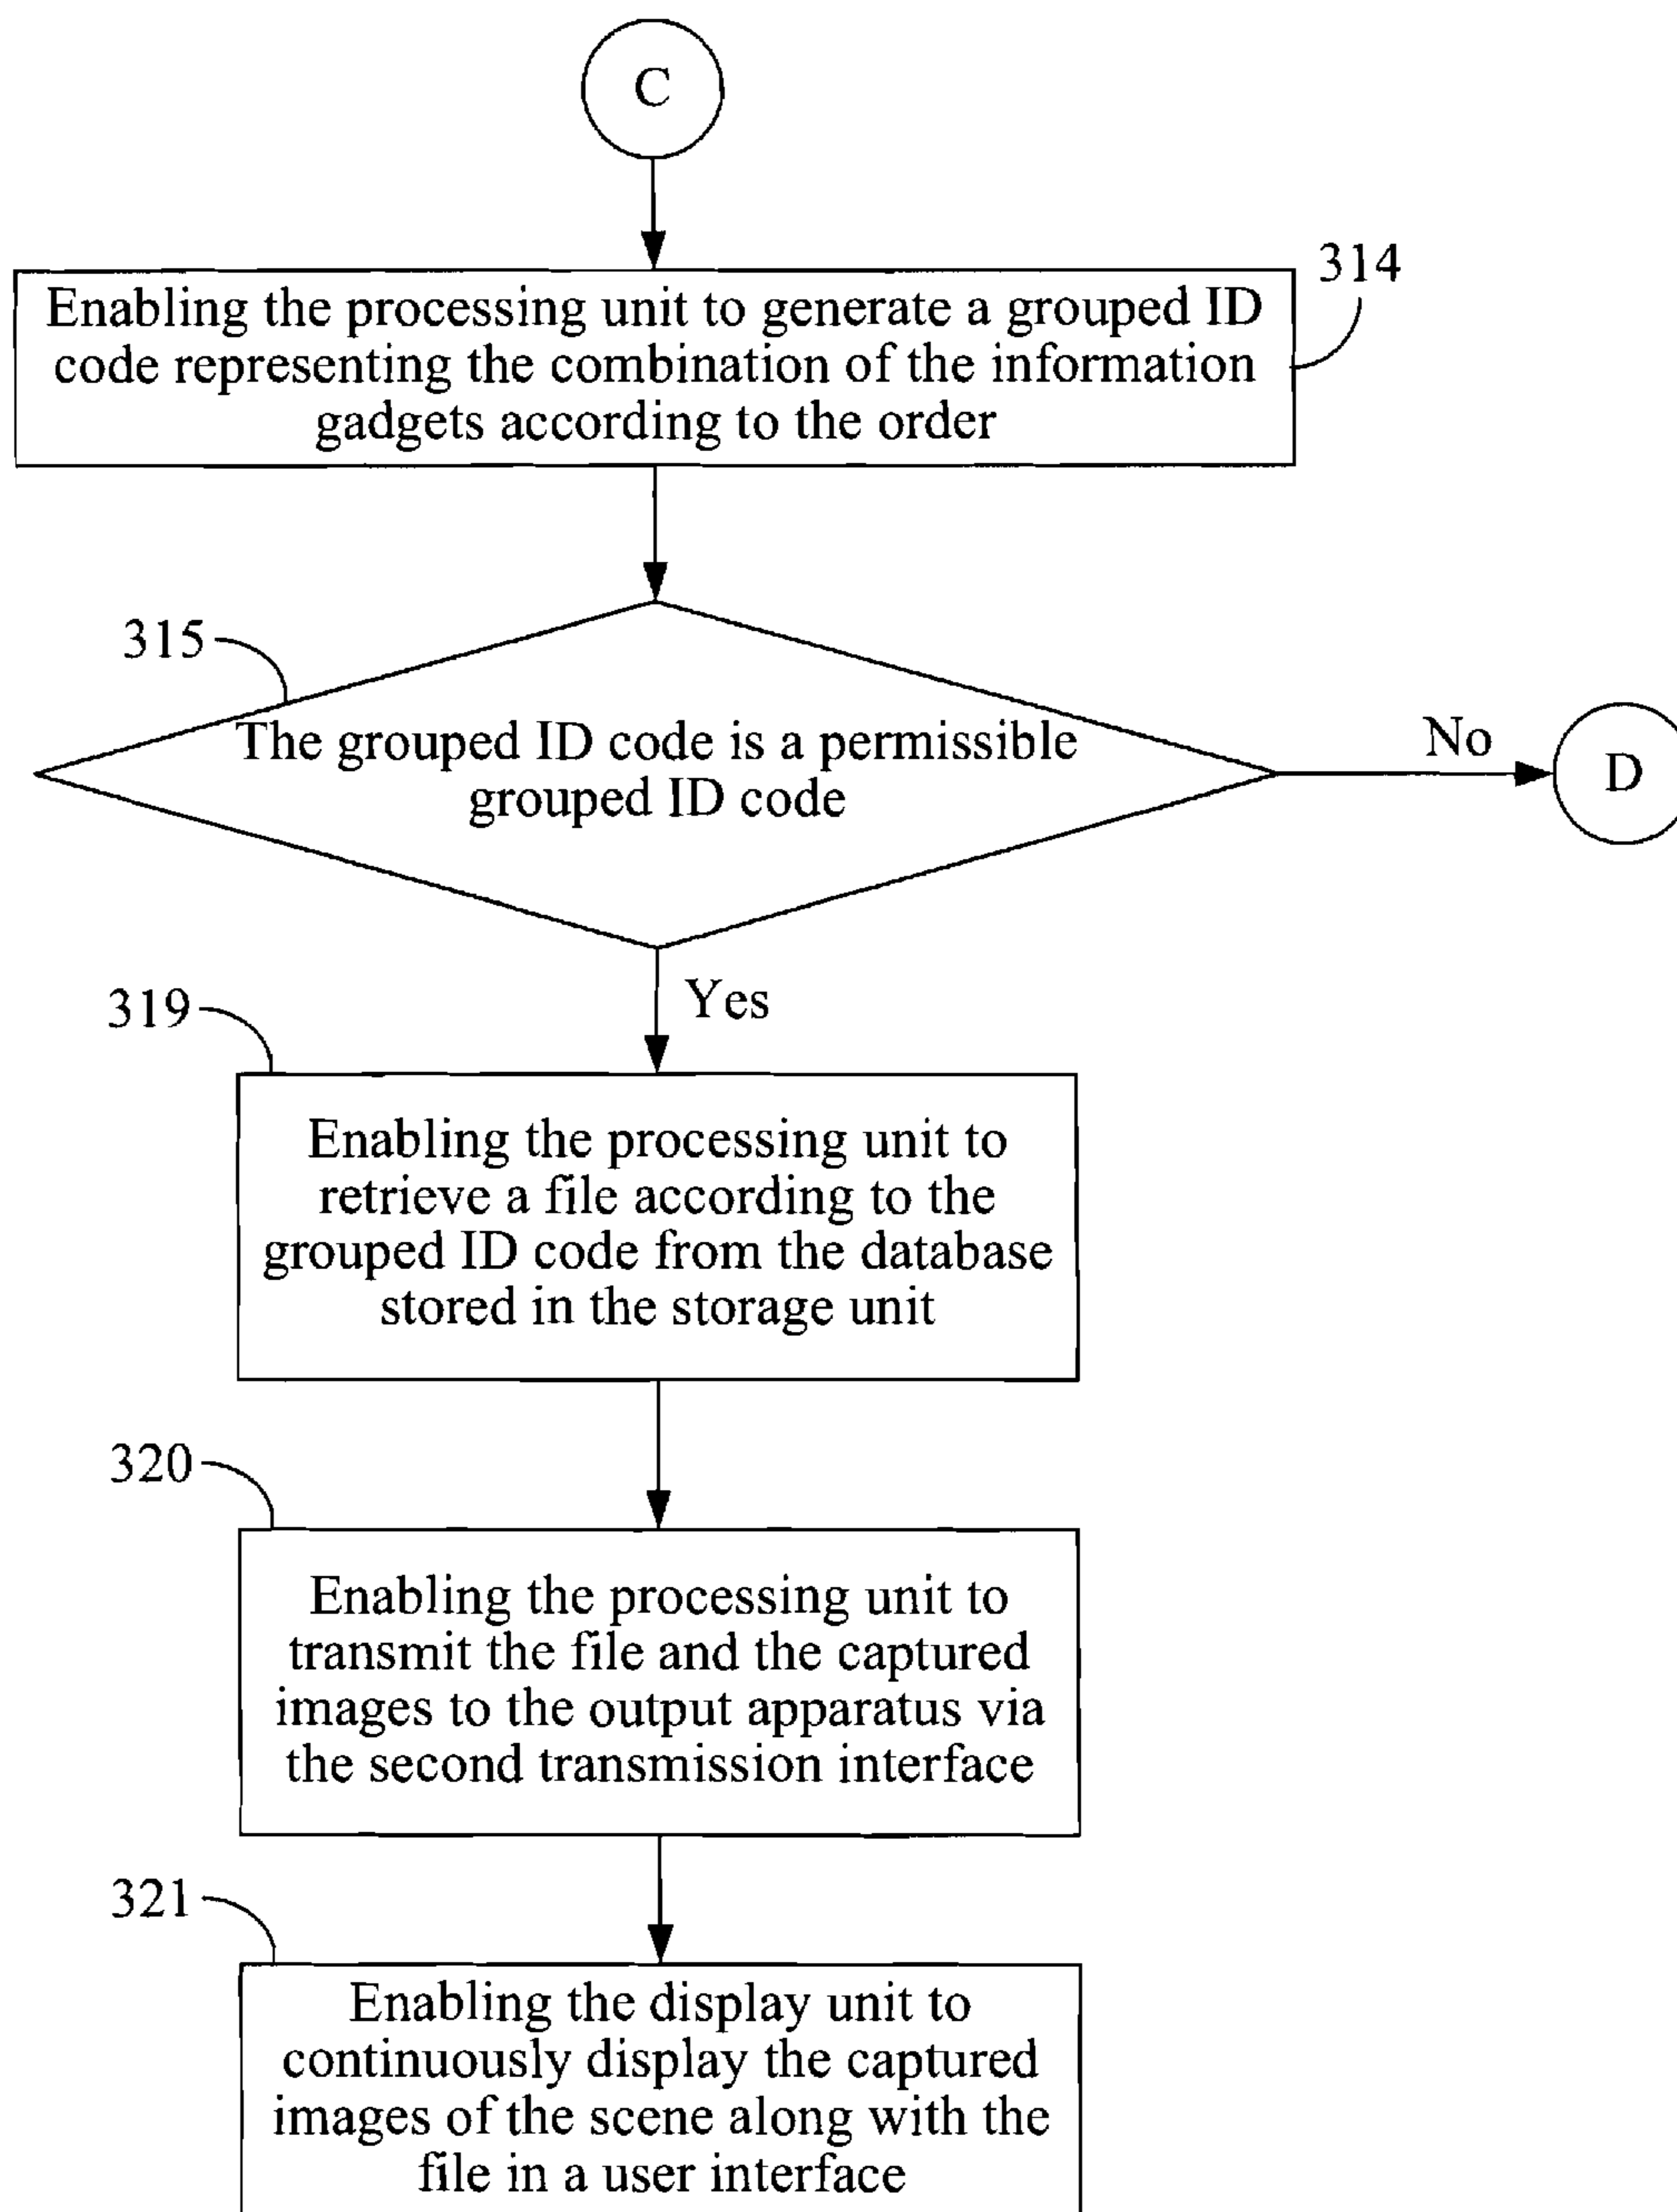 C
314
Enabling the processing unit to generate a grouped ID
code representing the combination of the information
gadgets according to the order
315
The grouped ID code is a permissible
grouped ID code
No
D
Yes
319
Enabling the processing unit to
retrieve a file according to the
grouped ID code from the database
stored in the storage unit
320
Enabling the processing unit to
transmit the file and the captured
images to the output apparatus via
the second transmission interface
321
Enabling the display unit to
continuously display the captured
images of the scene along with the
file in a user interface